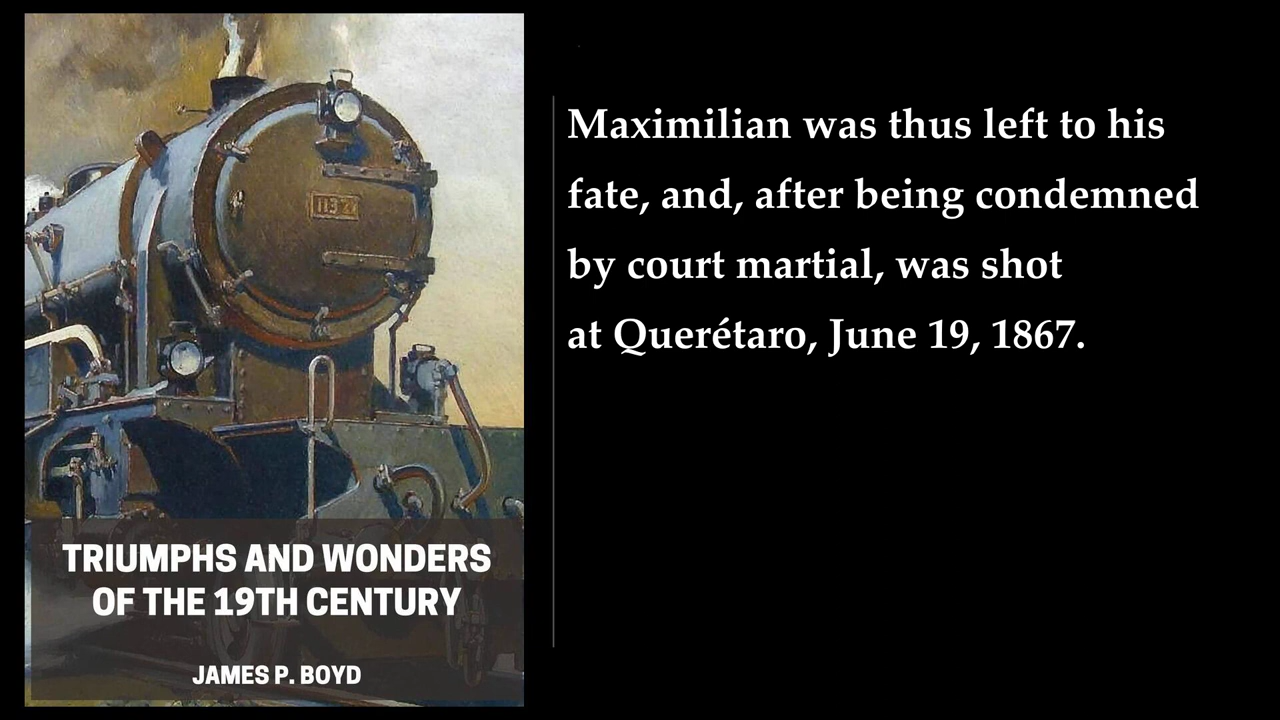 Maximilian was thus left to his
fate, and, after being condemned
by court martial, was shot
at Querétaro, June 19, 1867.
TRIUMPHS AND WONDERS
OF THE 19TH CENTURY
JAMES P. BOYD